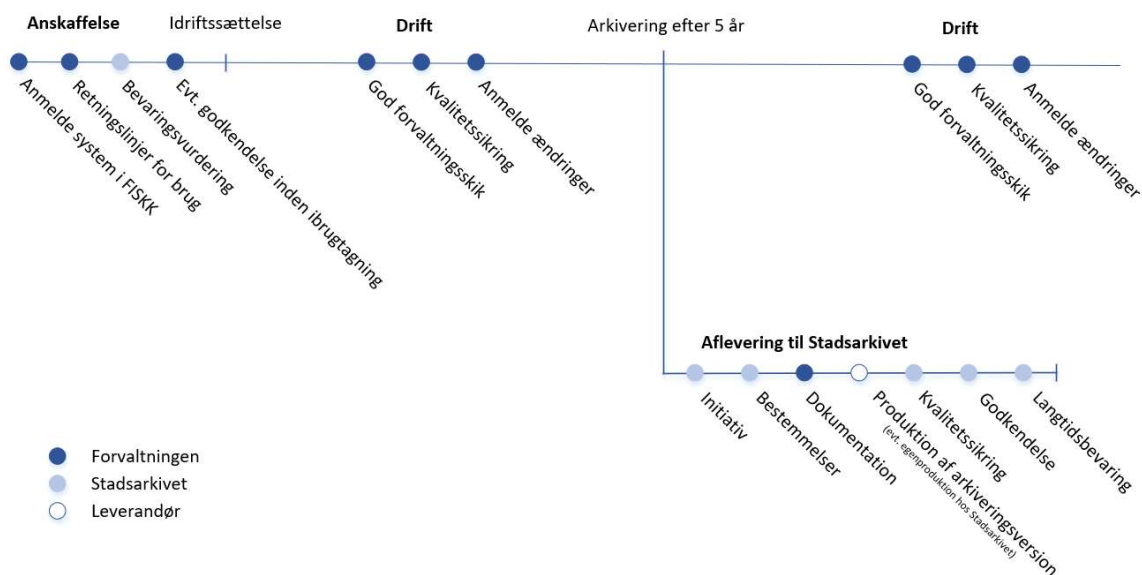 Anskaffelse
Idriftssættelse
Drift
Arkivering efter 5 år
Drift
Anmelde system i FISKK
Retningslinjer for brug
Bevaringsvurdering
Evt. godkendelse inden ibrugtagning
God forvaltningsskik
Kvalitetssikring
Anmelde ændringer
God forvaltningsskik
Kvalitetssikring
Anmelde ændringer
Aflevering til Stadsarkivet
Initiativ
Bestemmelser
Dokumentation
Produktion af arkiveringsversion
(evt. egenproduktion hos Stadsarkivet)
Kvalitetssikring
Godkendelse
Langtidsbevaring
Forvaltningen
Stadsarkivet
Leverandør